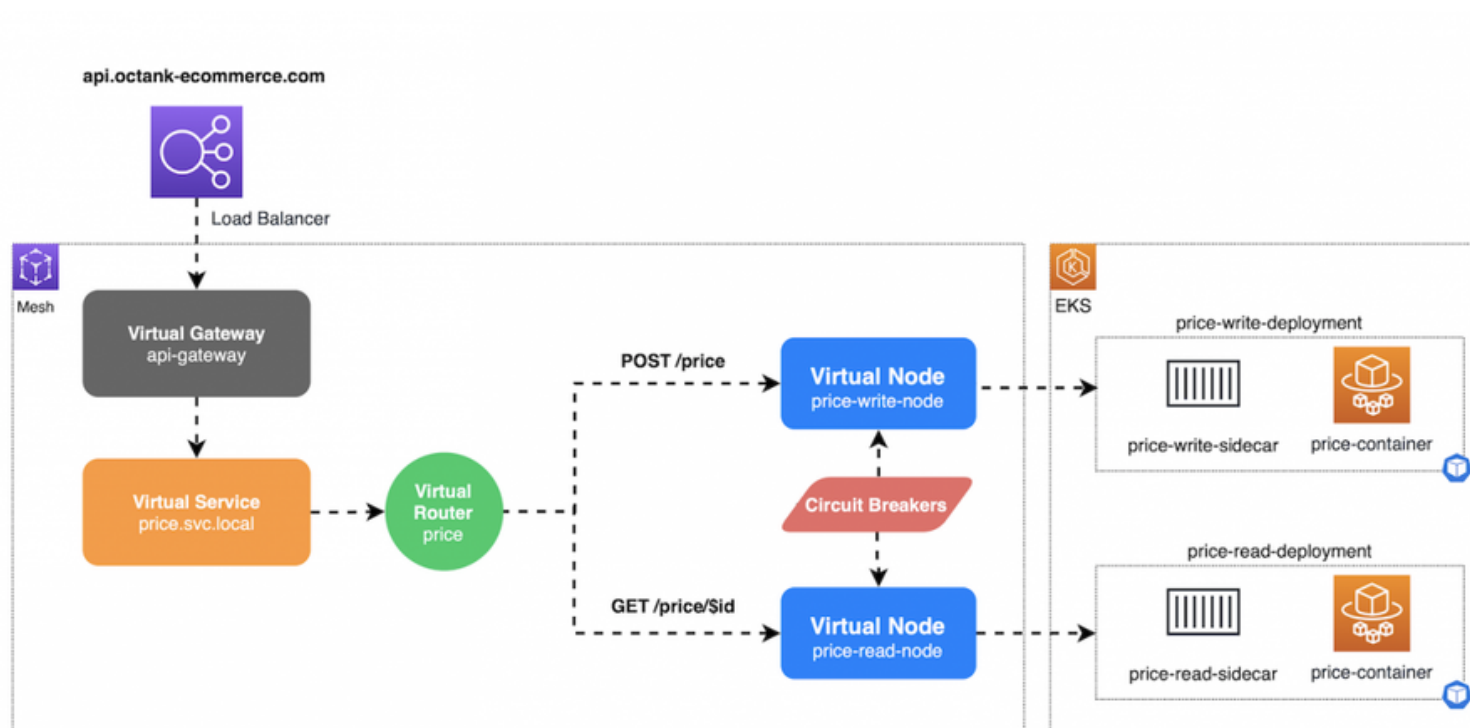 api.octank-ecommerce.com
Load Balancer
Mesh
Virtual Gateway
api-gateway
Virtual Service
price.svc.local
Virtual
Router
price
POST /price
GET /price/$id
Virtual Node
price-write-node
Circuit Breakers
Virtual Node
price-read-node
EKS
price-write-deployment
price-write-sidecar
price-container
price-read-deployment
price-read-sidecar
price-container